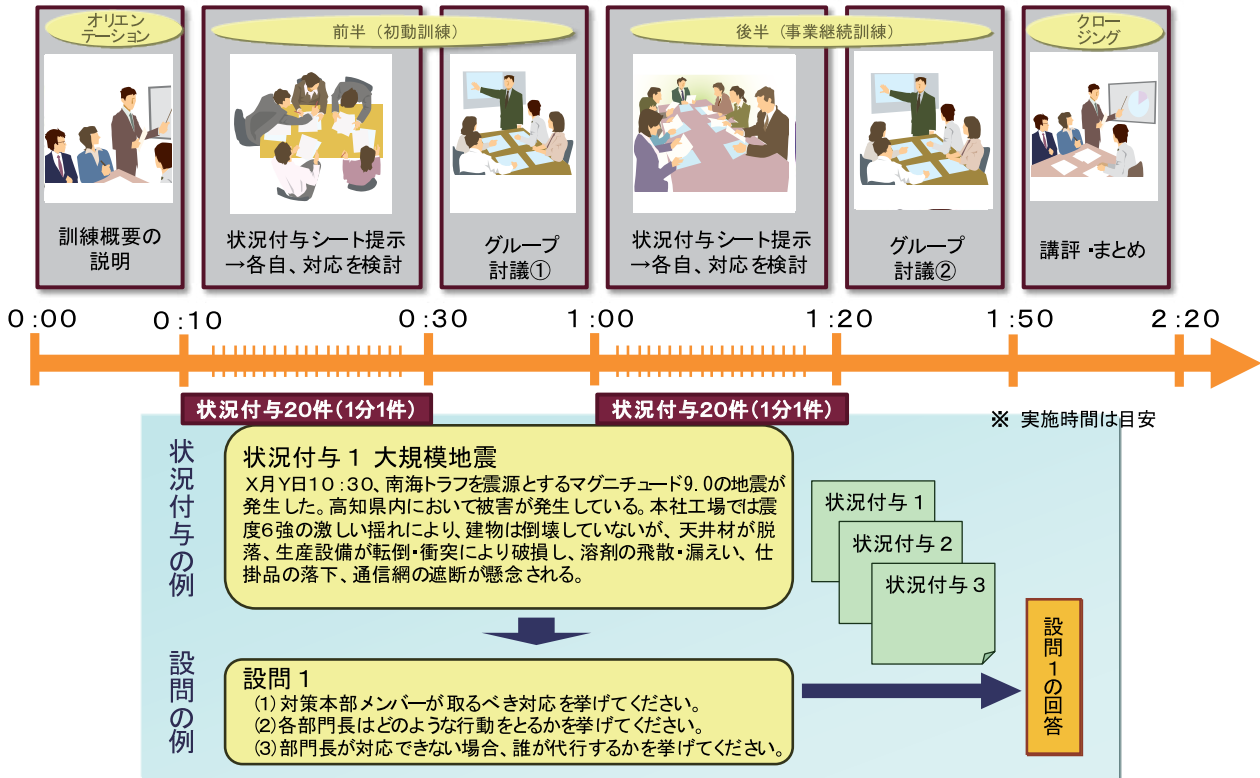 オリエン
テーション
前半（初動訓練）
後半（事業継続訓練）
クロー
ジング
訓練概要の
説明
状況付与シート提示
→各自、対応を検討
グループ
討議①
状況付与シート提示
→各自、対応を検討
グループ
討議②
講評・まとめ
0:00
0:10
0:30
1:00
1:20
1:50
2:20
状況付与20件(1分1件)
状況付与20件(1分1件)
※ 実施時間は目安
状況付与の例
状況付与１ 大規模地震
X月Y日10:30、南海トラフを震源とするマグニチュード9.0の地震が
発生した。高知県内において被害が発生している。本社工場では震
度6強の激しい揺れにより、建物は倒壊していないが、天井材が脱
落、生産設備が転倒・衝突により破損し、溶剤の飛散・漏えい、仕
掛品の落下、通信網の遮断が懸念される。
状況付与１
状況付与２
状況付与３
設問の例
設問１
(1)対策本部メンバーが取るべき対応を挙げてください。
(2)各部門長はどのような行動をとるかを挙げてください。
(3)部門長が対応できない場合、誰が代行するかを挙げてください。
設問１の回答